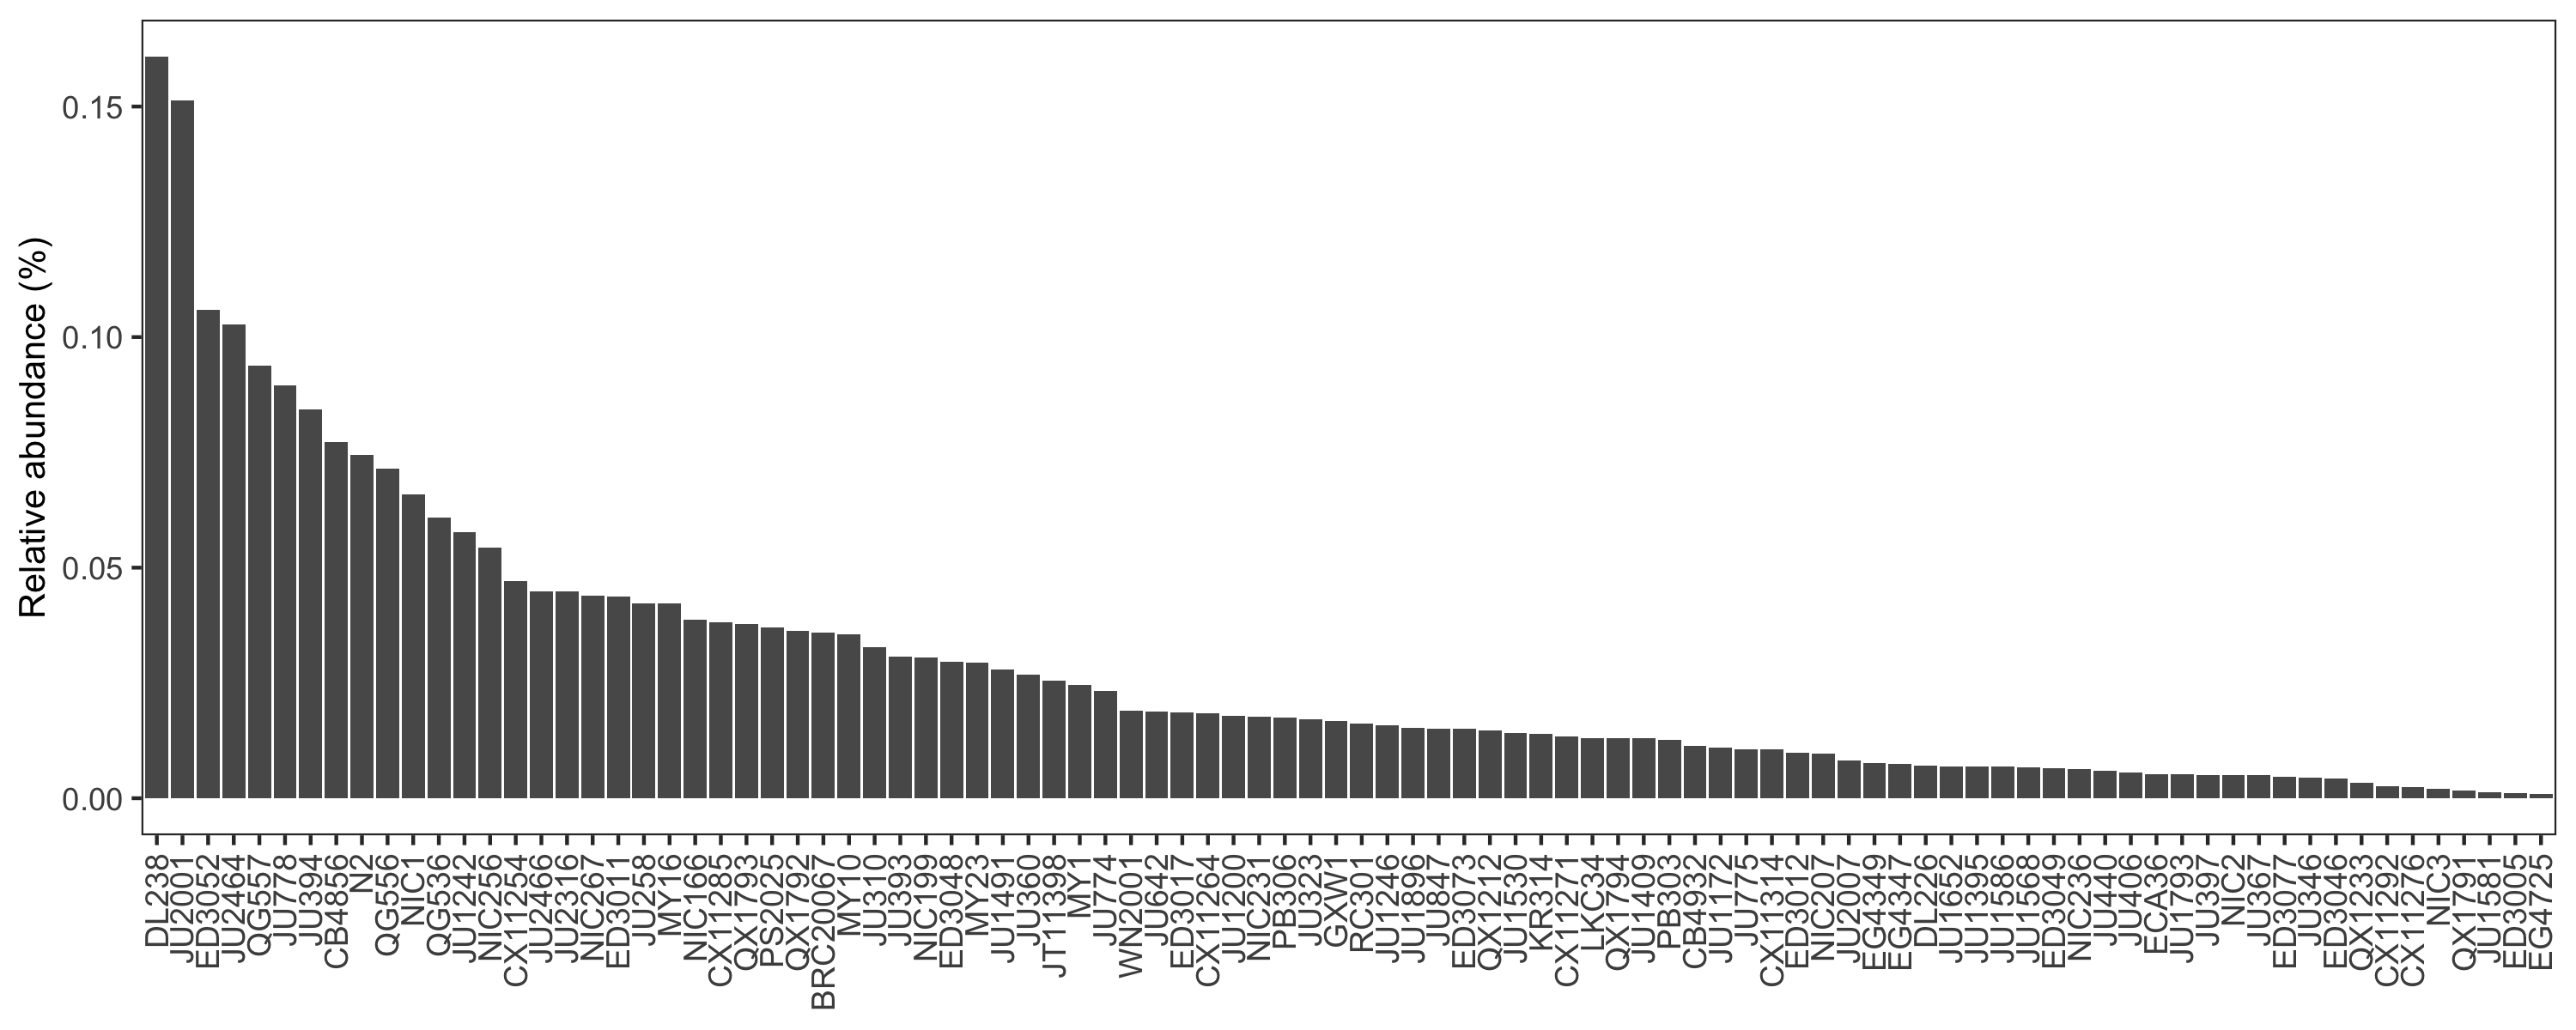 Relative abundance (%)
0.15
0.10
0.05
0.00
DL238
JU2001
ED3052
JU2464
QG557
JU778
JU394
CB4856
N2
QG556
NIC1
QG536
JU1242
NIC256
CX11254
JU2466
JU2316
NIC267
ED3011
JU258
MY16
NIC166
CX11285
QX1793
PS2025
QX1792
BRC20067
MY10
JU310
JU393
NIC199
ED3048
MY23
JU1491
JU360
JT11398
MY1
JU774
WN2001
JU642
ED3017
CX11264
JU1200
NIC231
PB306
JU323
GXW1
RC301
JU1246
JU1896
JU847
ED3073
QX1212
JU1530
KR314
CX11271
LKC34
QX1794
JU1409
PB303
CB4932
JU1172
JU775
CX11314
ED3012
NIC207
JU2007
EG4349
EG4347
DL226
JU1652
JU1395
JU1586
JU1568
ED3049
NIC236
JU440
JU406
ECA36
JU1793
JU397
NIC2
JU367
ED3077
JU346
ED3046
QX1233
CX11292
CX11276
NIC3
QX1791
JU1581
ED3005
EG4725